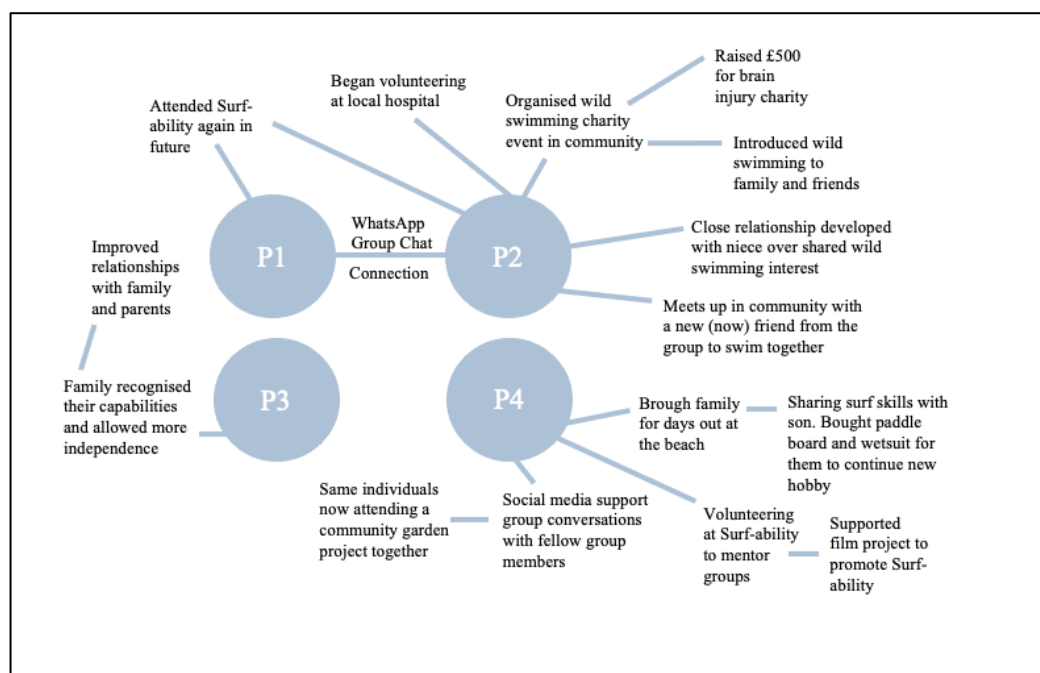 Raised £500
for brain
injury charity
Began volunteering
at local hospital
Organised wild
swimming charity
event in community
Attended Surf-
ability again in
future
Introduced wild
swimming to
family and friends
P1
WhatsApp
Group Chat
Connection
P2
Close relationship developed
with niece over shared wild
swimming interest
Improved
relationships
with family
and parents
Meets up in community with
a new (now) friend from the
group to swim together
Family recognised
their capabilities
and allowed more
independence
P3
P4
Brough family
for days out at
the beach
Sharing surf skills with
son. Bought paddle
board and wetsuit for
them to continue new
hobby
Same individuals
now attending a
community garden
project together
Social media support
group conversations
with fellow group
members
Volunteering
at Surf-ability
to mentor
groups
Supported
film project to
promote Surf-
ability